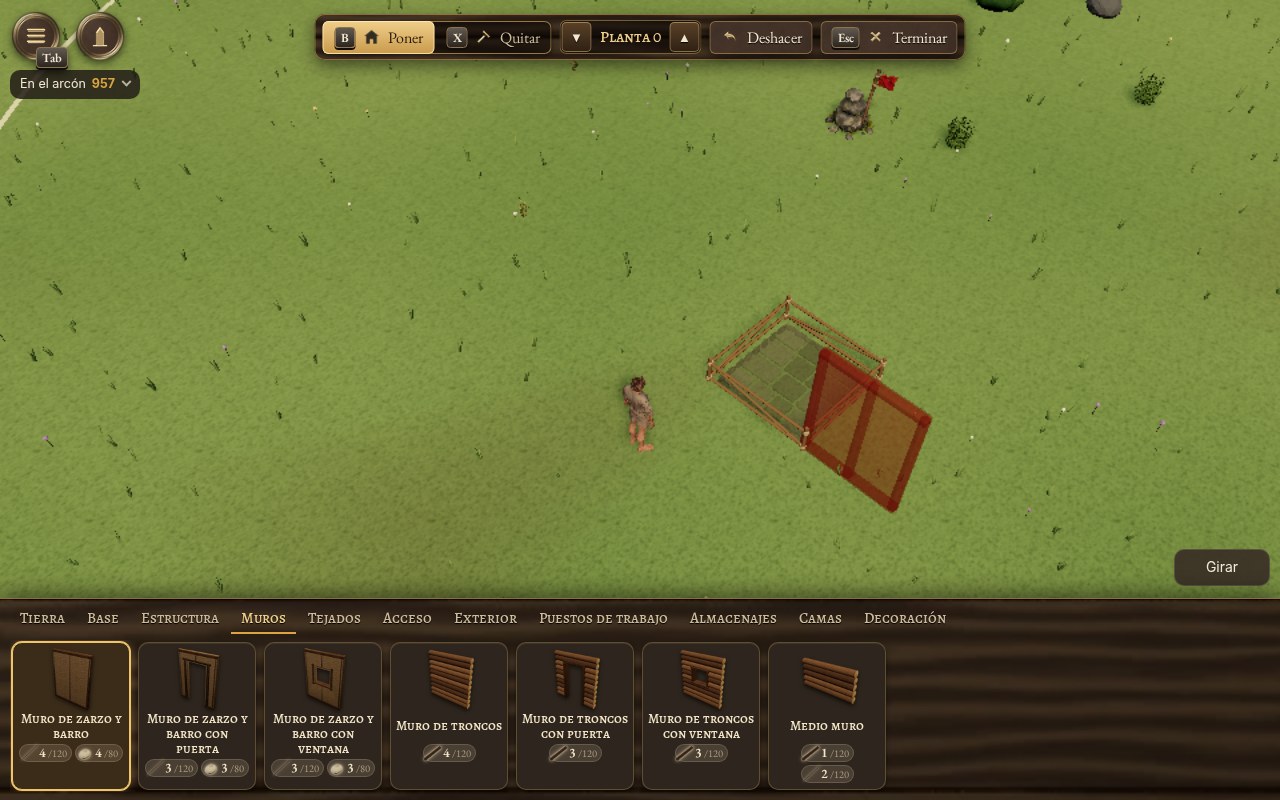 B Poner X Quitar ▼ Planta 0 ▲ Deshacer Esc Terminar
Tab
En el arcón 957
Girar
Tierra Base Estructura Muros Tejados Acceso Exterior Puestos de trabajo Almacenajes Camas Decoración
Muro de zarzo y barro
4 /120 4 /80
Muro de zarzo y barro con puerta
3 /120 3 /80
Muro de zarzo y barro con ventana
3 /120 3 /80
Muro de troncos
4 /120
Muro de troncos con puerta
3 /120
Muro de troncos con ventana
3 /120
Medio muro
1 /120
2 /120